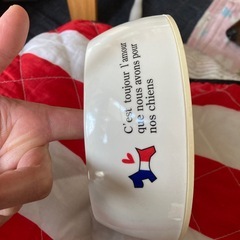 C'est toujour l'amour
que nous avons pour
nos chiens